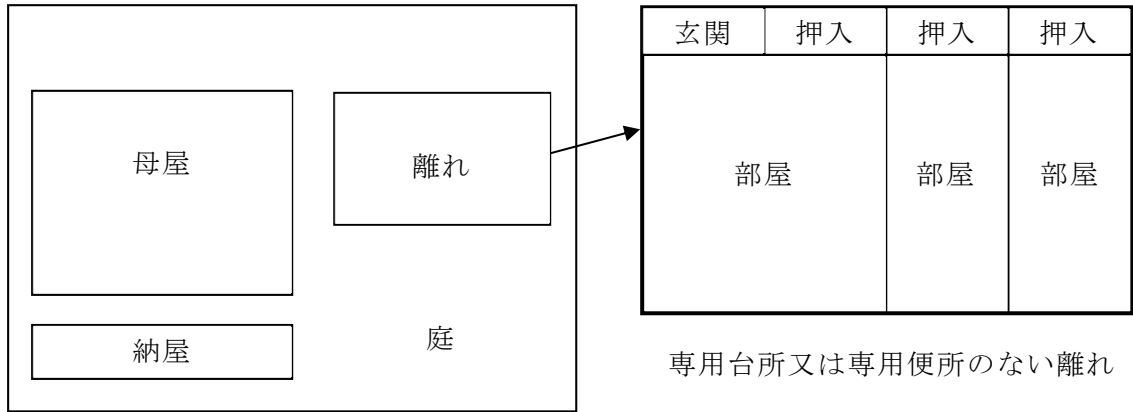 玄関 押入 押入 押入
母屋 離れ 部屋 部屋 部屋
納屋 庭
専用台所又は専用便所のない離れ